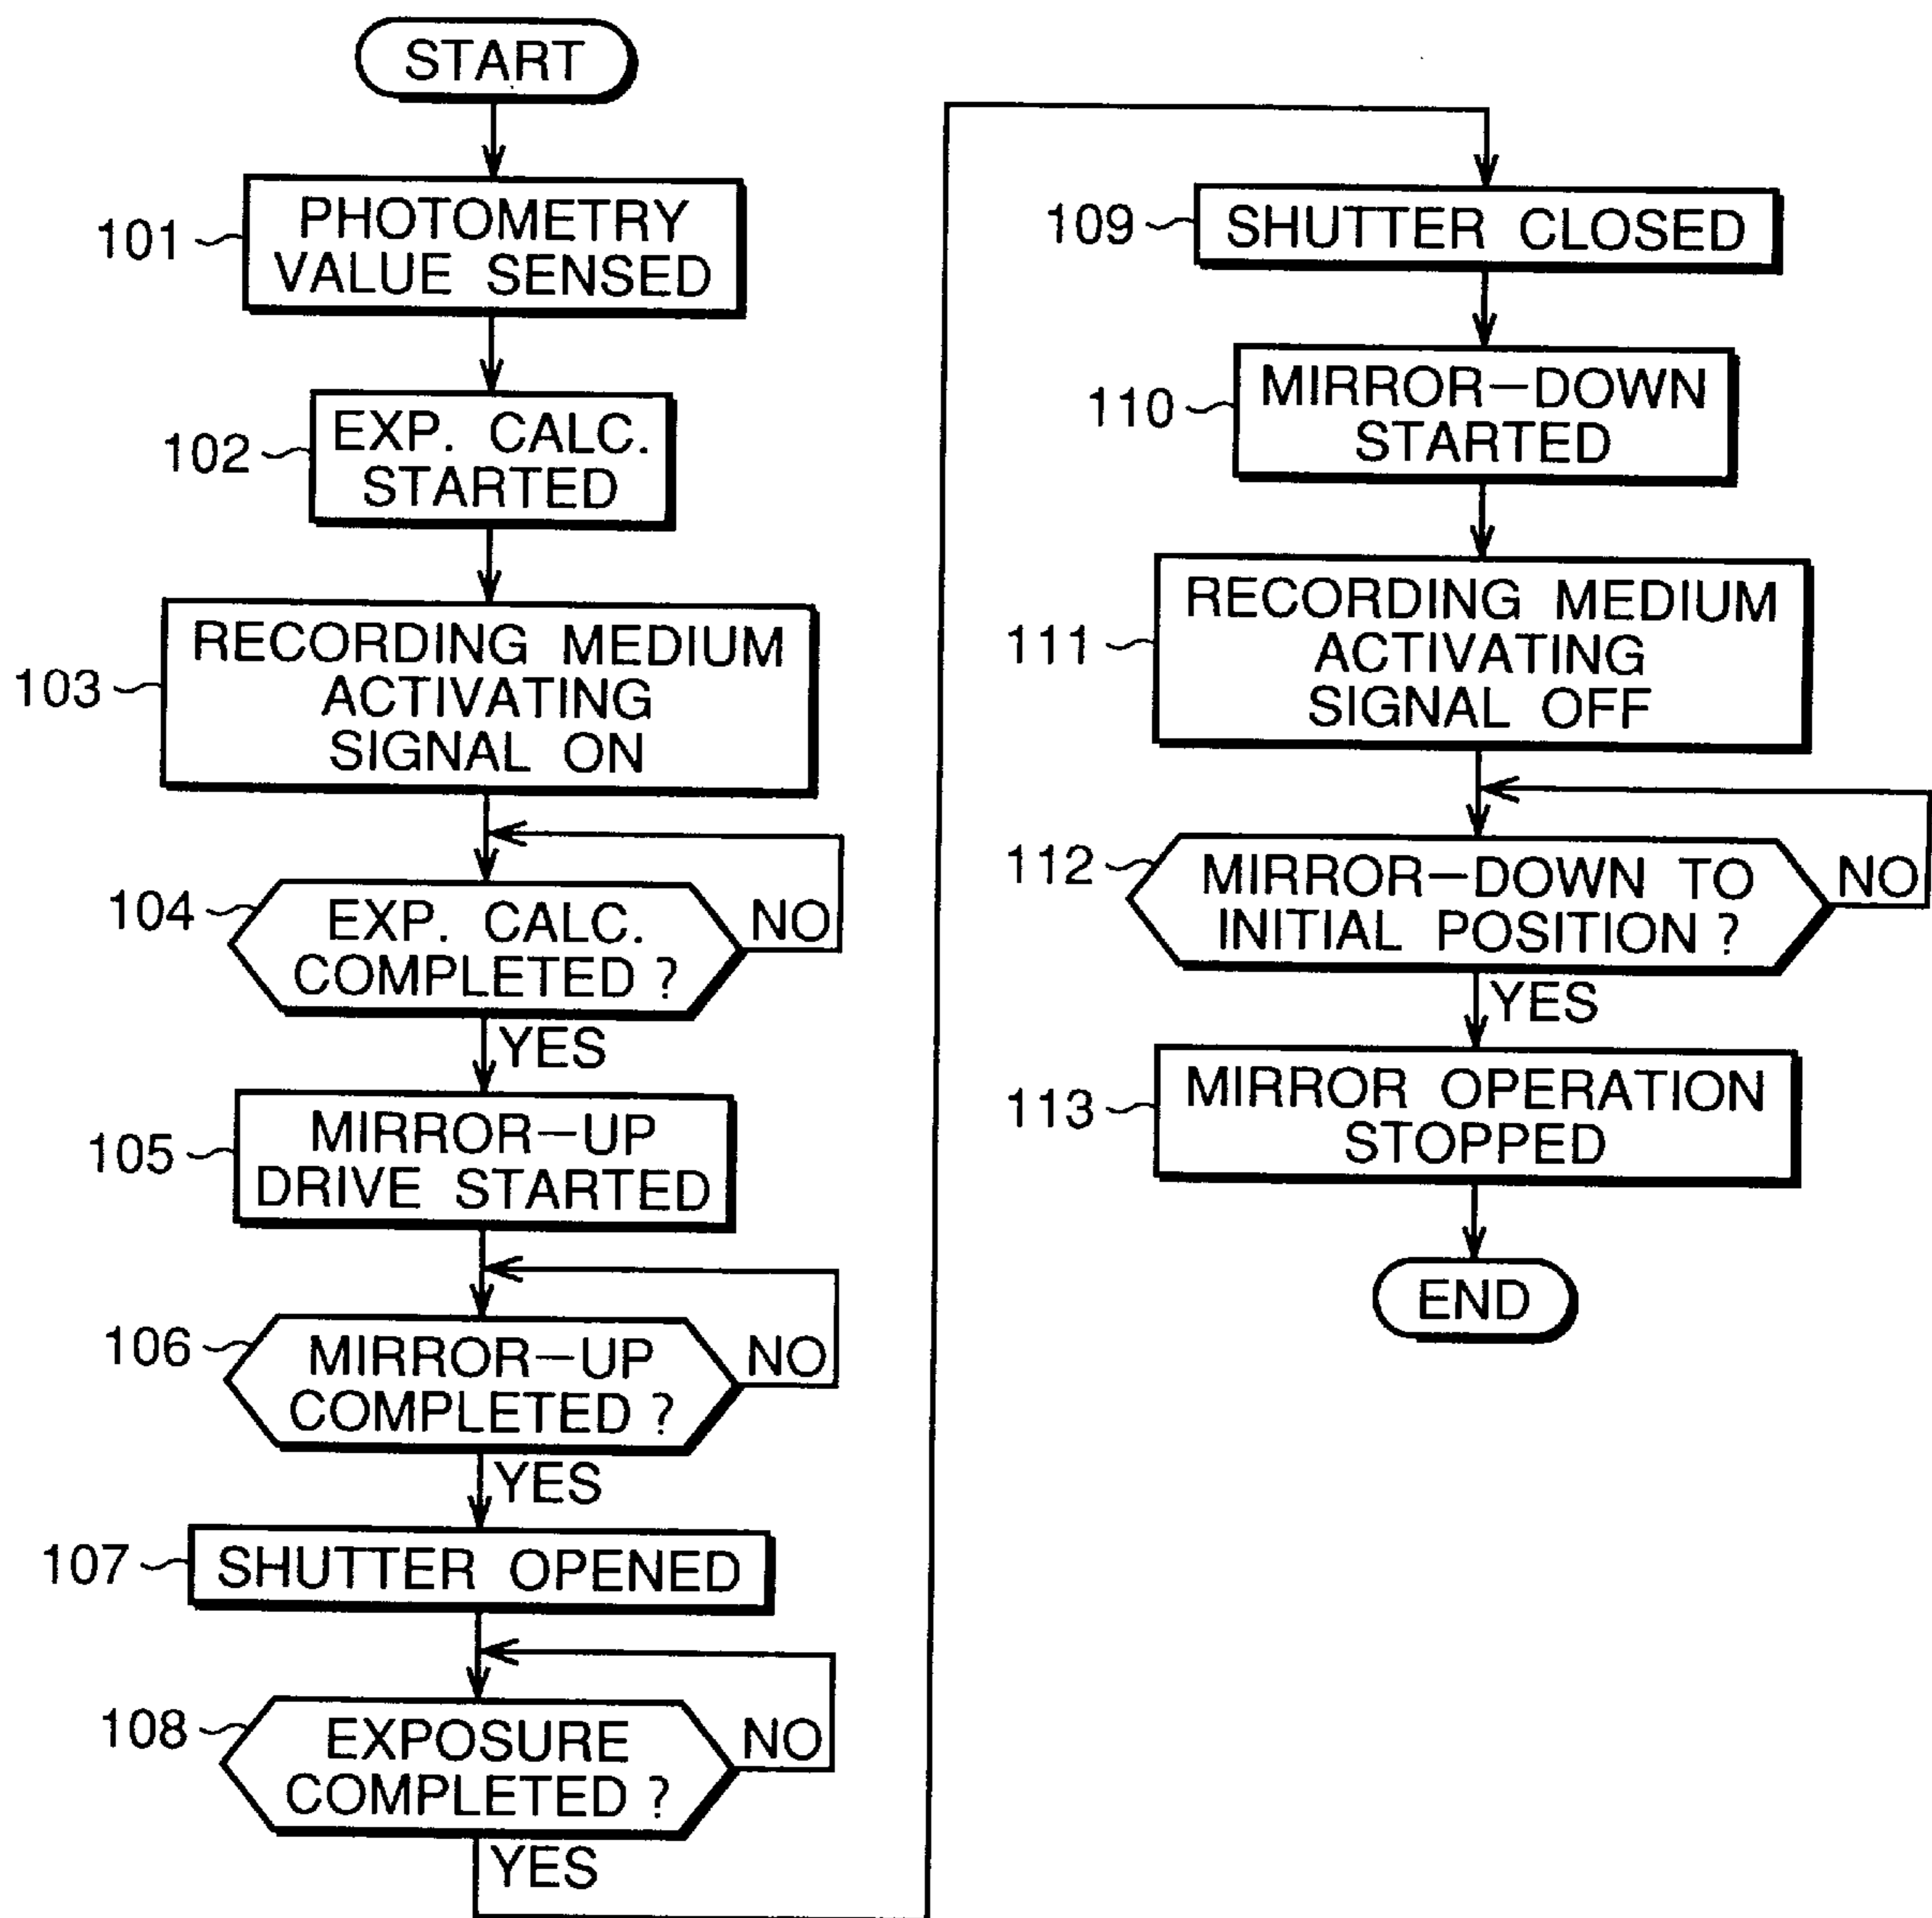 START
101
PHOTOMETRY
VALUE SENSED
102
EXP. CALC.
STARTED
103
RECORDING MEDIUM
ACTIVATING
SIGNAL ON
104
EXP. CALC.
COMPLETED ?
NO
YES
105
MIRROR-UP
DRIVE STARTED
106
MIRROR-UP
COMPLETED ?
NO
YES
107
SHUTTER OPENED
108
EXPOSURE
COMPLETED ?
NO
YES
109
SHUTTER CLOSED
110
MIRROR-DOWN
STARTED
111
RECORDING MEDIUM
ACTIVATING
SIGNAL OFF
112
MIRROR-DOWN TO
INITIAL POSITION ?
NO
YES
113
MIRROR OPERATION
STOPPED
END